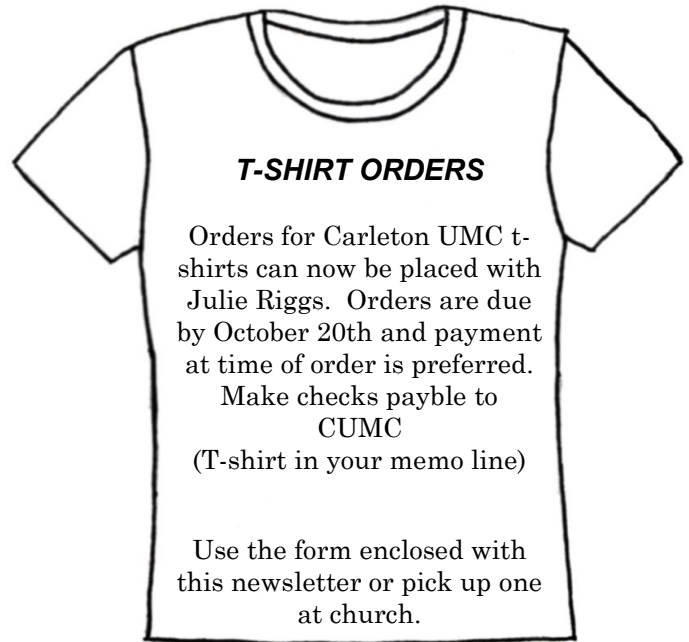 T-SHIRT ORDERS
Orders for Carleton UMC t-
shirts can now be placed with
Julie Riggs.  Orders are due
by October 20th and payment
at time of order is preferred.
Make checks payble to
CUMC
(T-shirt in your memo line)
Use the form enclosed with
this newsletter or pick up one
at church.